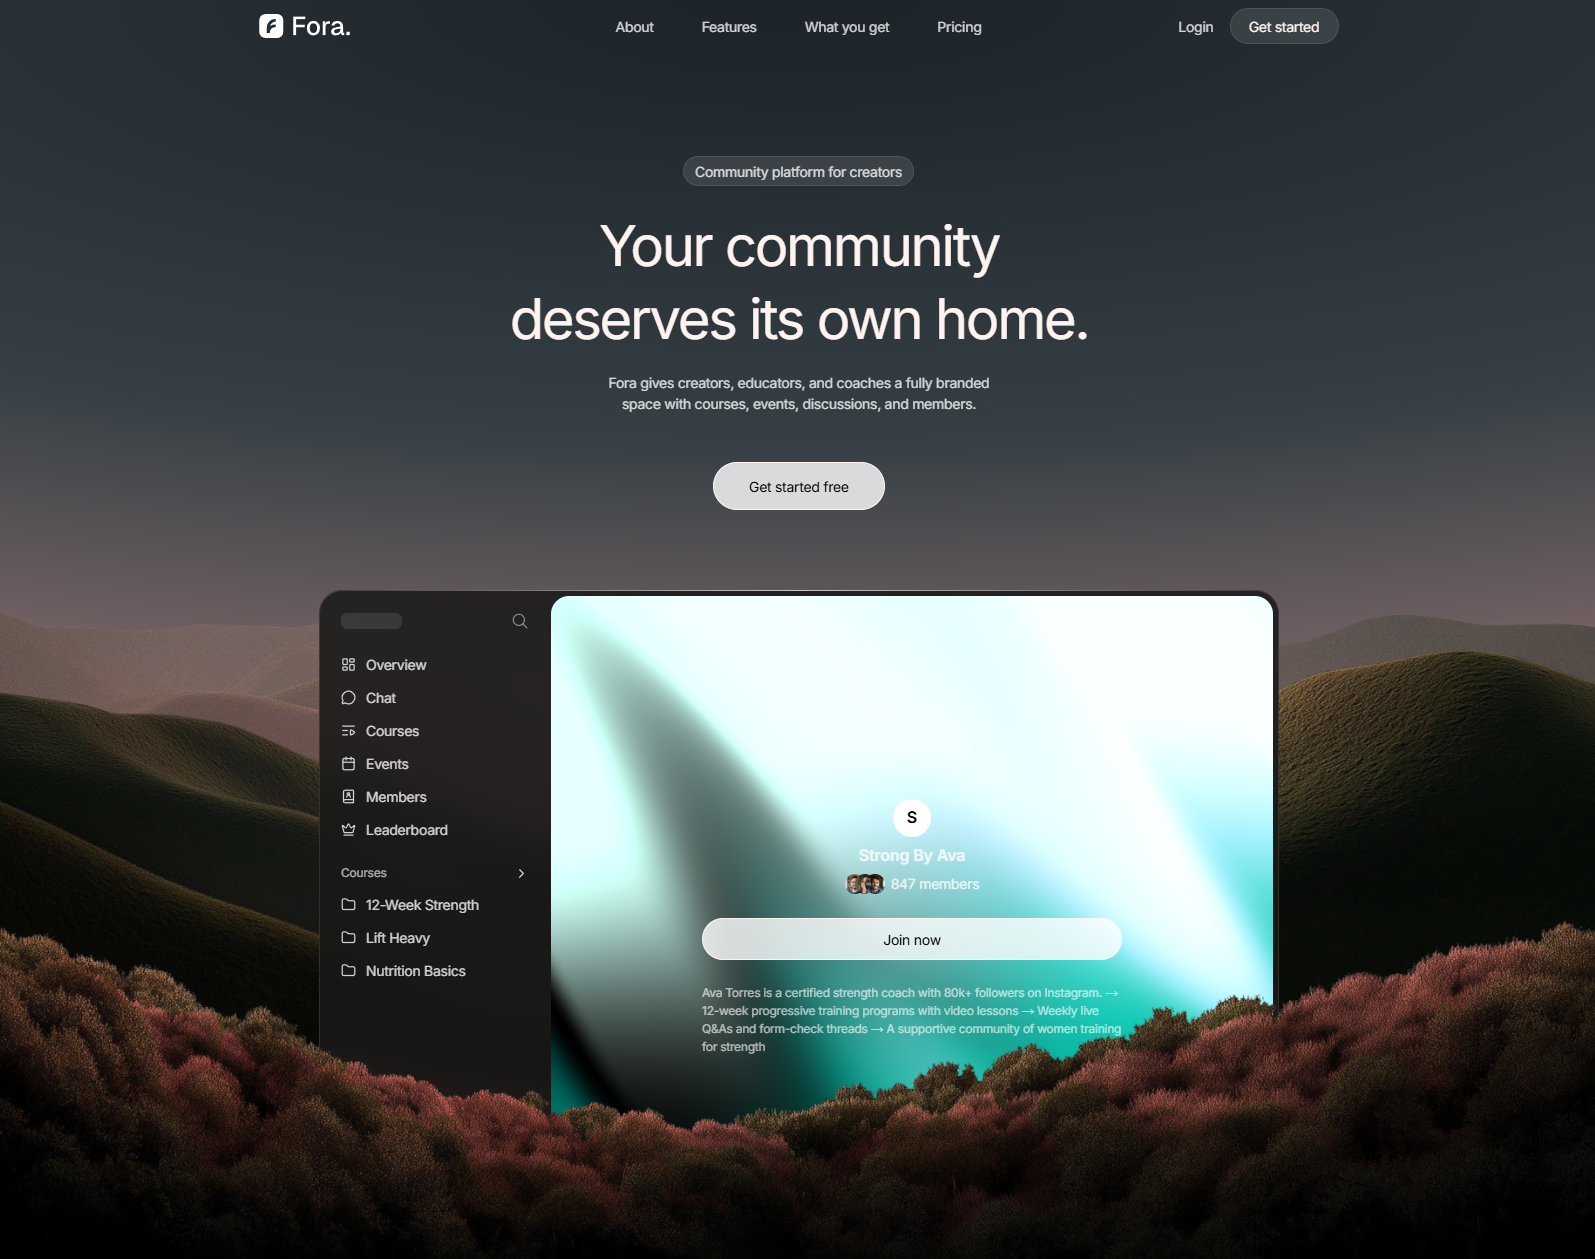 Fora.
About
Features
What you get
Pricing
Login
Get started
Community platform for creators
Your community
deserves its own home.
Fora gives creators, educators, and coaches a fully branded
space with courses, events, discussions, and members.
Get started free
Overview
Chat
Courses
Events
Members
Leaderboard
Courses
12-Week Strength
Lift Heavy
Nutrition Basics
S
Strong By Ava
847 members
Join now
Ava Torres is a certified strength coach with 80k+ followers on Instagram. →
12-week progressive training programs with video lessons → Weekly live
Q&As and form-check threads → A supportive community of women training
for strength